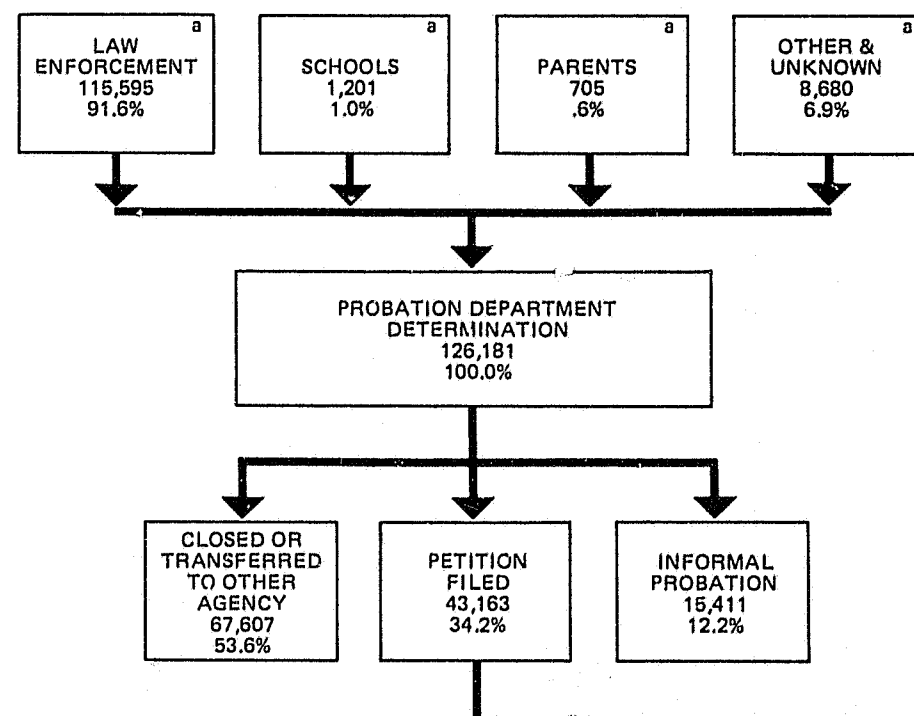 a
LAW
ENFORCEMENT
115,595
91.6%
a
SCHOOLS
1,201
1.0%
a
PARENTS
705
.6%
a
OTHER &
UNKNOWN
8,680
6.9%
PROBATION DEPARTMENT
DETERMINATION
126,181
100.0%
CLOSED OR
TRANSFERRED
TO OTHER
AGENCY
67,607
53.6%
PETITION
FILED
43,163
34.2%
INFORMAL
PROBATION
15,411
12.2%